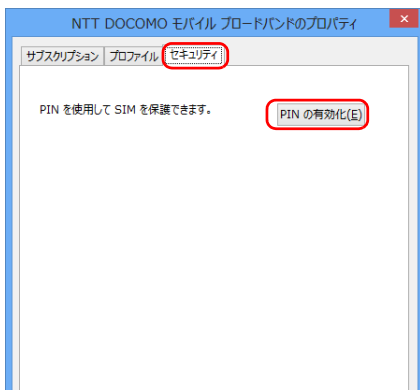 NTT DOCOMO モバイル ブロードバンドのプロパティ
サブスクリプション プロファイル セキュリティ
PIN を使用して SIM を保護できます。 PIN の有効化(E)